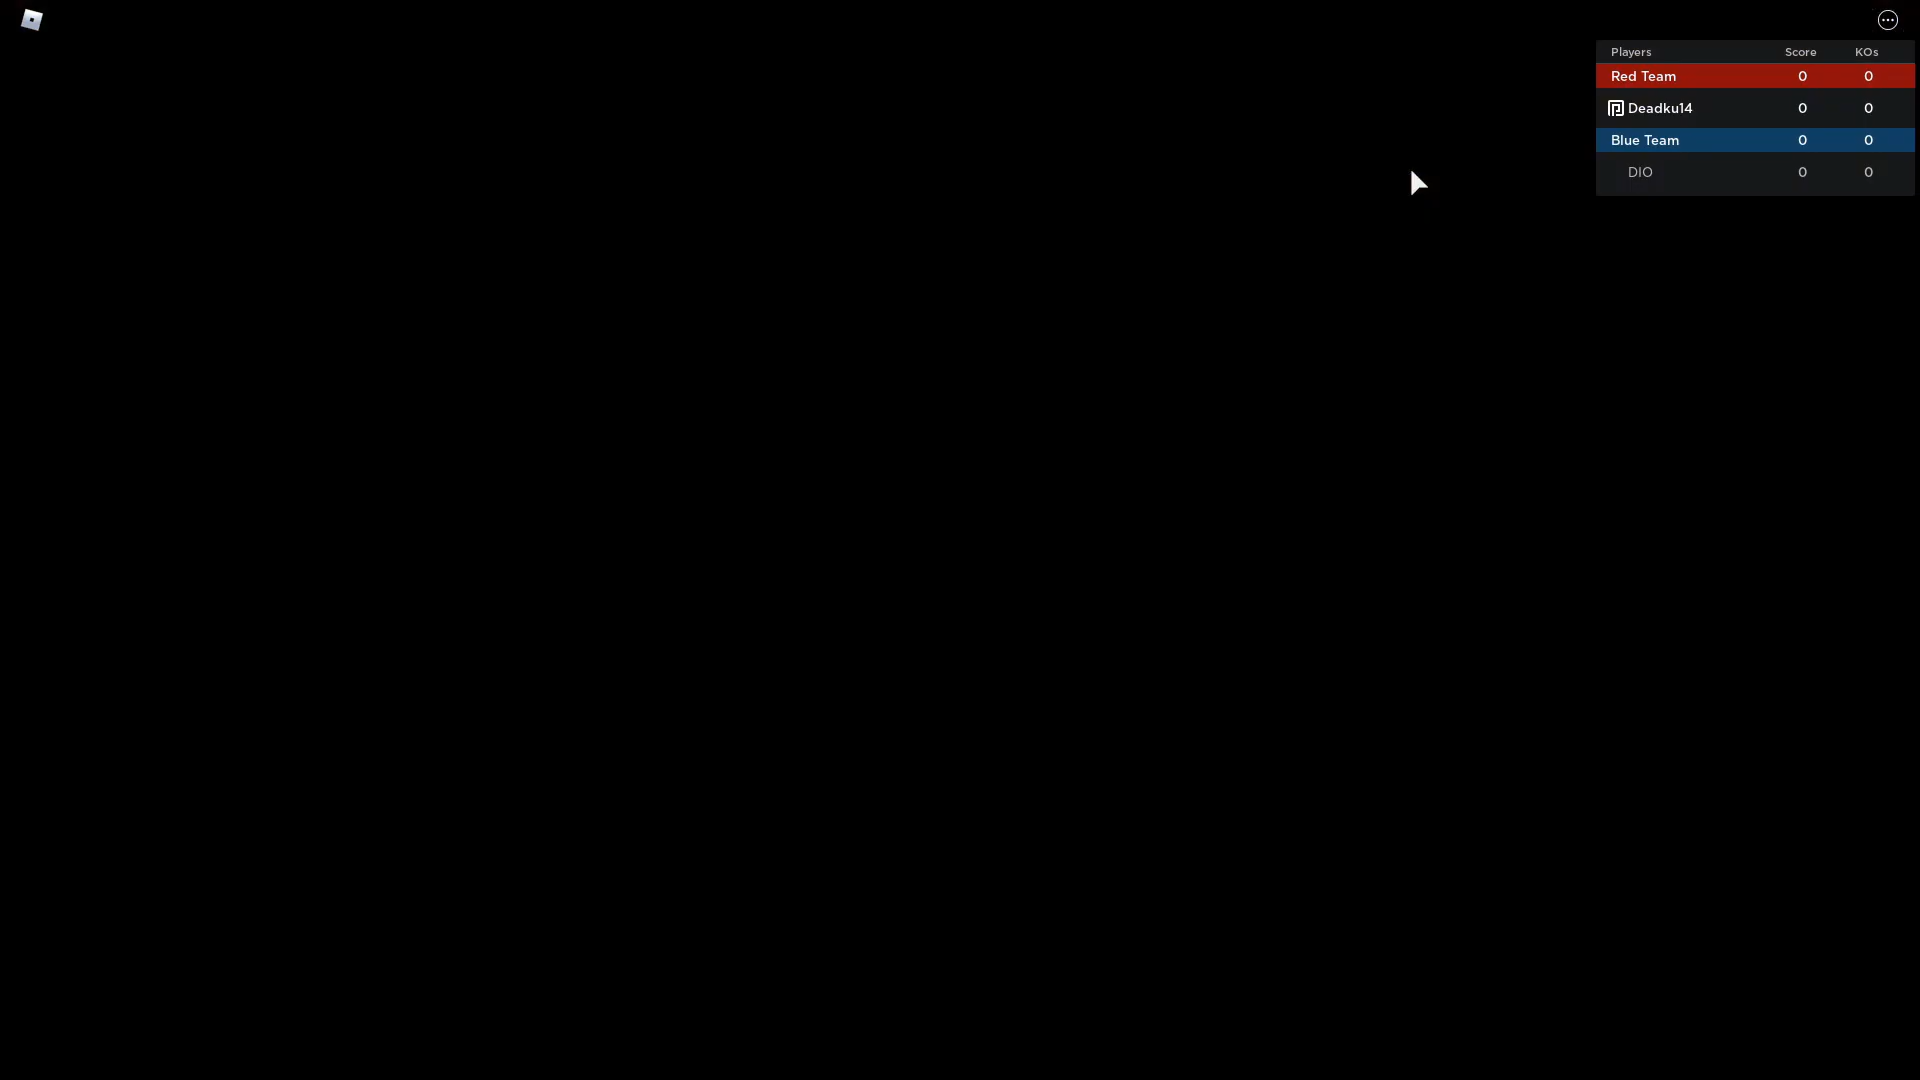 Players Score KOs
Red Team 0 0
Deadku14 0 0
Blue Team 0 0
DIO 0 0